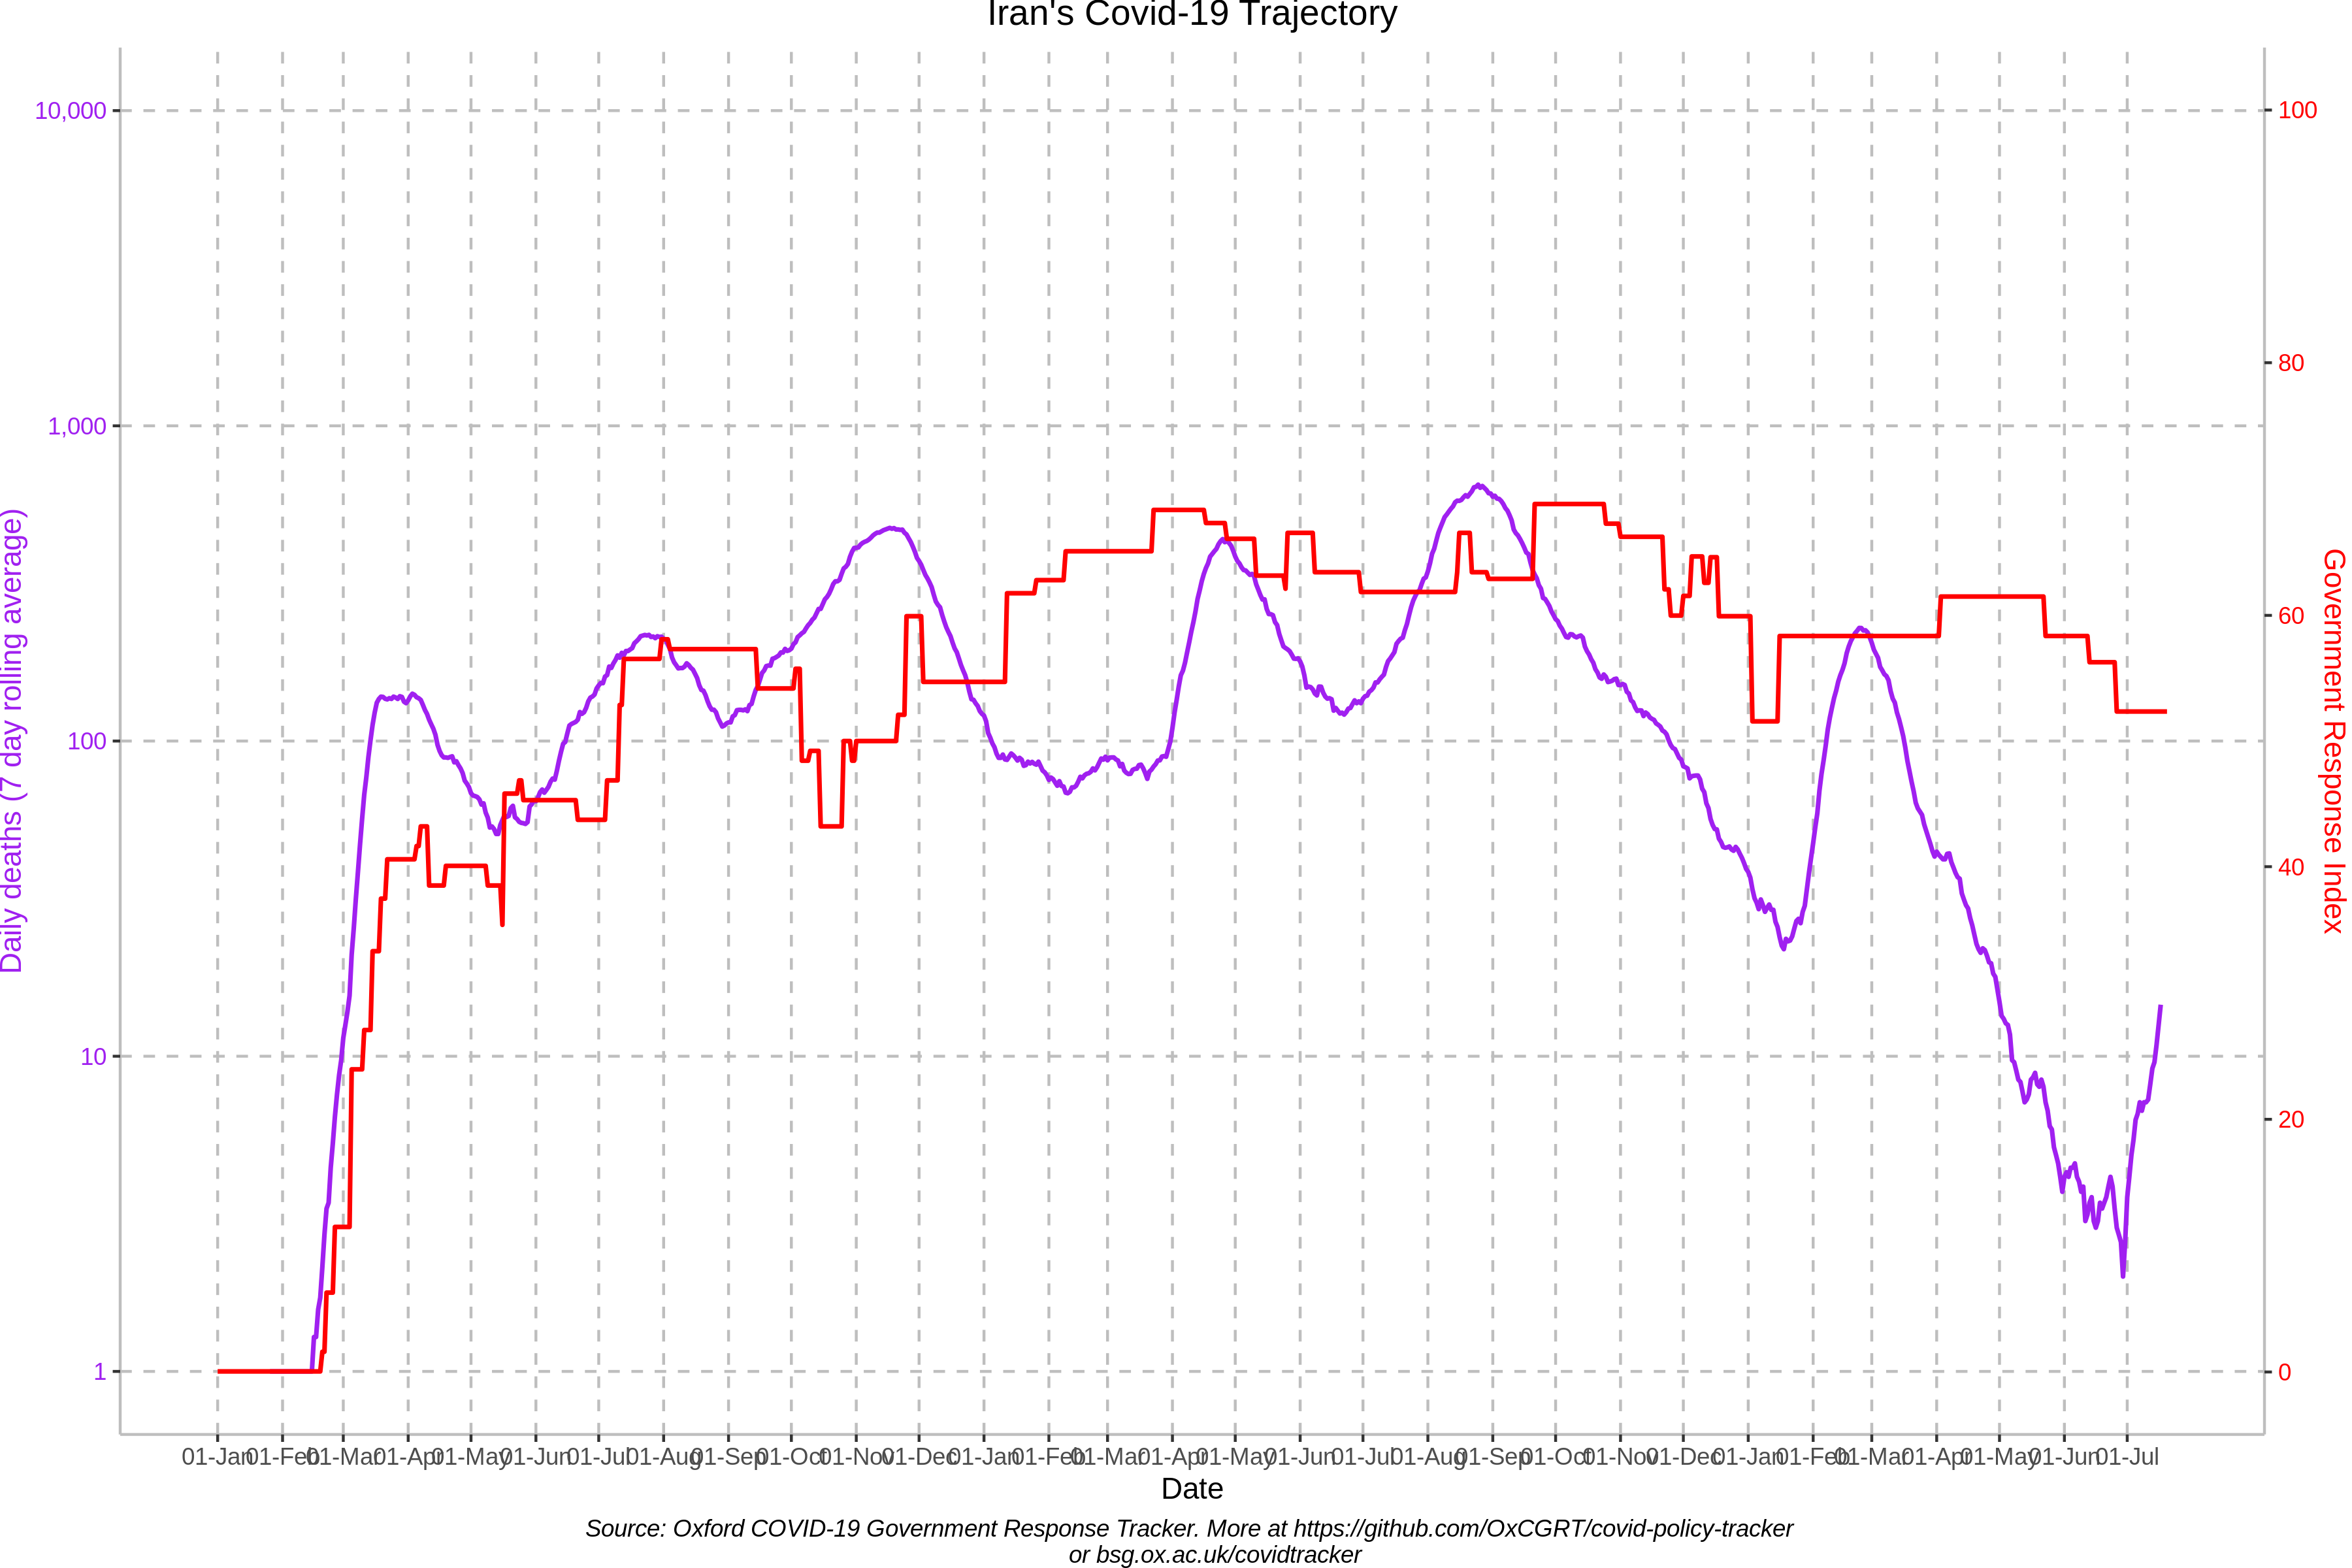 Iran's Covid-19 Trajectory
10,000
1,000
100
10
1
Daily deaths (7 day rolling average)
100
80
60
40
20
0
Government Response Index
01-Jan
01-Feb
01-Mar
01-Apr
01-May
01-Jun
01-Jul
01-Aug
01-Sep
01-Oct
01-Nov
01-Dec
01-Jan
01-Feb
01-Mar
01-Apr
01-May
01-Jun
01-Jul
01-Aug
01-Sep
01-Oct
01-Nov
01-Dec
01-Jan
01-Feb
01-Mar
01-Apr
01-May
01-Jun
01-Jul
Date
Source: Oxford COVID-19 Government Response Tracker. More at https://github.com/OxCGRT/covid-policy-tracker
or bsg.ox.ac.uk/covidtracker